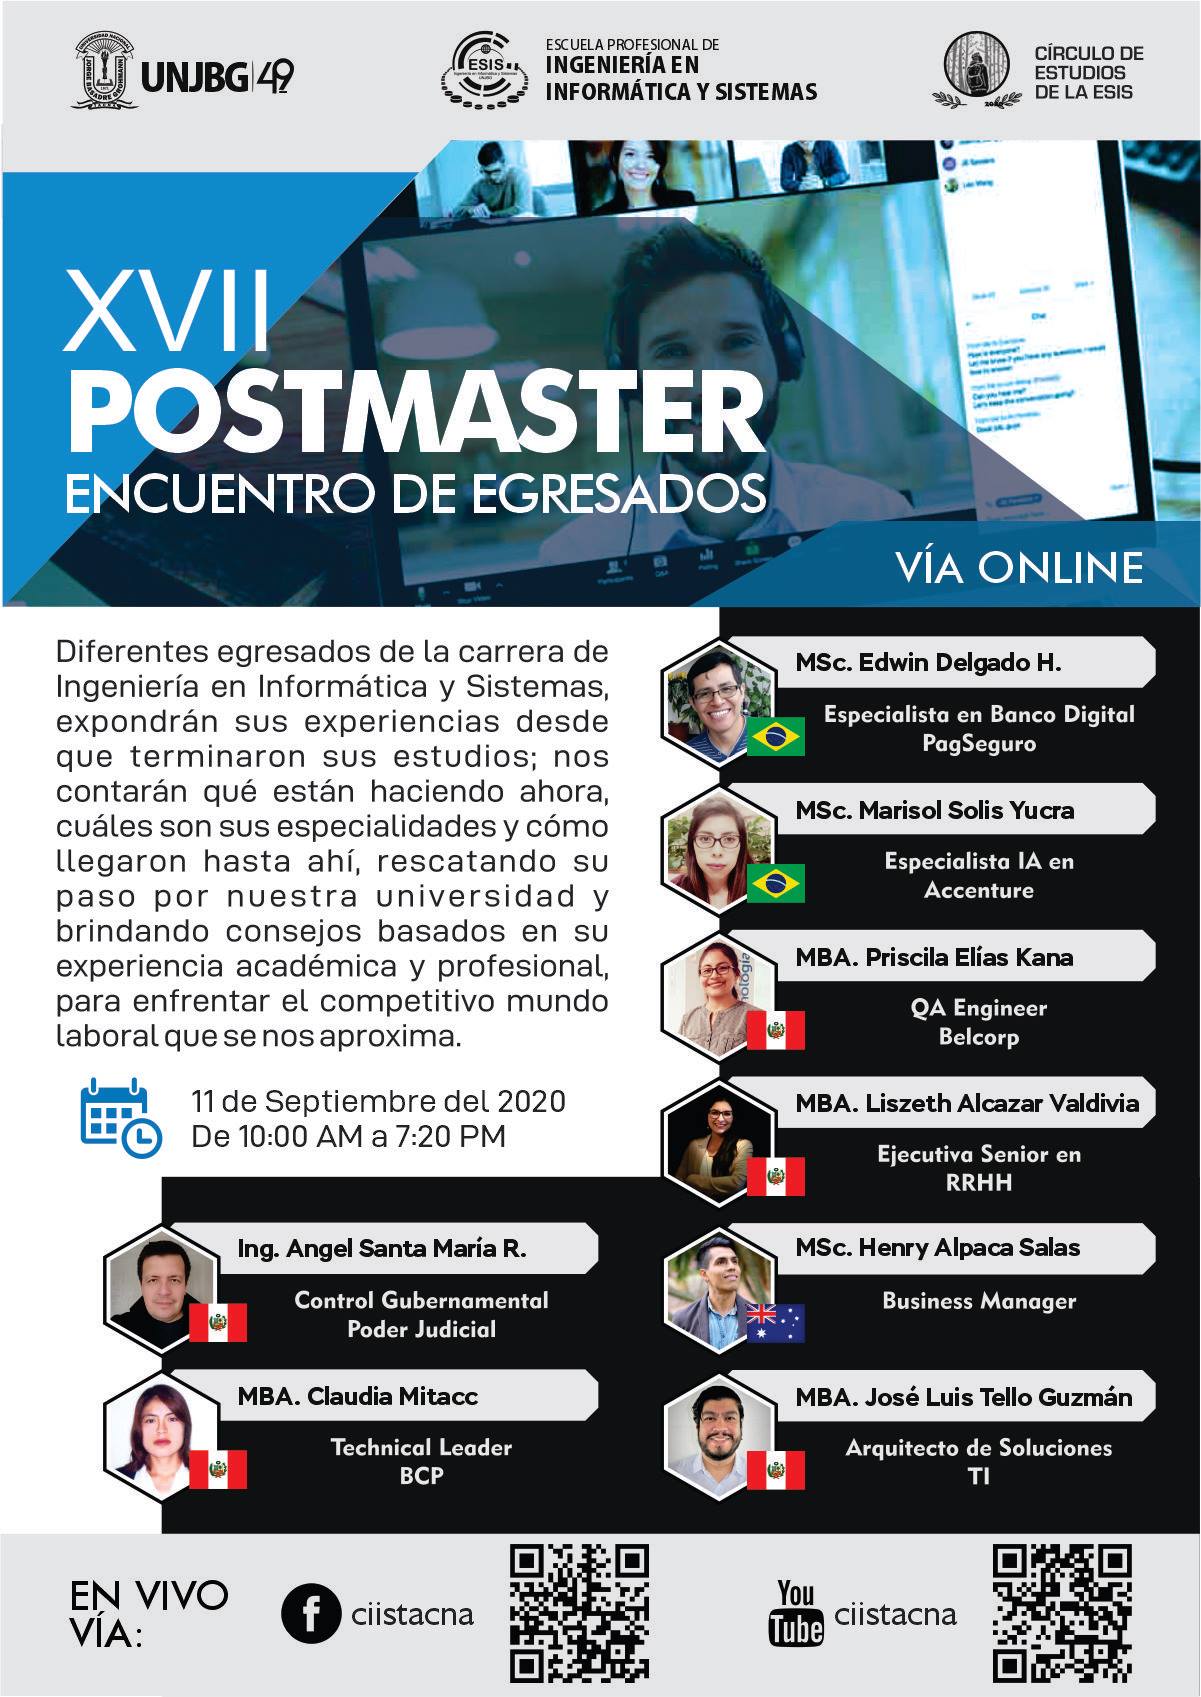 UNJBG 49
ESCUELA PROFESIONAL DE
INGENIERÍA EN
INFORMÁTICA Y SISTEMAS
ESIS
CÍRCULO DE
ESTUDIOS
DE LA ESIS
XVII
POSTMASTER
ENCUENTRO DE EGRESADOS
VÍA ONLINE
Diferentes egresados de la carrera de
Ingeniería en Informática y Sistemas,
expondrán sus experiencias desde
que terminaron sus estudios; nos
contarán qué están haciendo ahora,
cuáles son sus especialidades y cómo
llegaron hasta ahí, rescatando su
paso por nuestra universidad y
brindando consejos basados en su
experiencia académica y profesional,
para enfrentar el competitivo mundo
laboral que se nos aproxima.
11 de Septiembre del 2020
De 10:00 AM a 7:20 PM
MSc. Edwin Delgado H.
Especialista en Banco Digital
PagSeguro
MSc. Marisol Solis Yucra
Especialista IA en
Accenture
MBA. Priscila Elías Kana
QA Engineer
Belcorp
MBA. Liszeth Alcazar Valdivia
Ejecutiva Senior en
RRHH
Ing. Angel Santa María R.
Control Gubernamental
Poder Judicial
MSc. Henry Alpaca Salas
Business Manager
MBA. Claudia Mitacc
Technical Leader
BCP
MBA. José Luis Tello Guzmán
Arquitecto de Soluciones
TI
EN VIVO
VÍA:
ciistacna
You
Tube
ciistacna